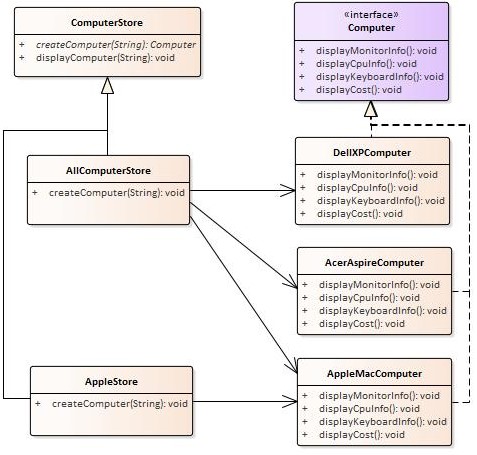 ComputerStore
+ createComputer(String): Computer
+ displayComputer(String): void
«interface»
Computer
+ displayMonitorInfo(): void
+ displayCpuInfo(): void
+ displayKeyboardInfo(): void
+ displayCost(): void
AllComputerStore
+ createComputer(String): void
DellXPComputer
+ displayMonitorInfo(): void
+ displayCpuInfo(): void
+ displayKeyboardInfo(): void
+ displayCost(): void
AcerAspireComputer
+ displayMonitorInfo(): void
+ displayCpuInfo(): void
+ displayKeyboardInfo(): void
+ displayCost(): void
AppleStore
+ createComputer(String): void
AppleMacComputer
+ displayMonitorInfo(): void
+ displayCpuInfo(): void
+ displayKeyboardInfo(): void
+ displayCost(): void